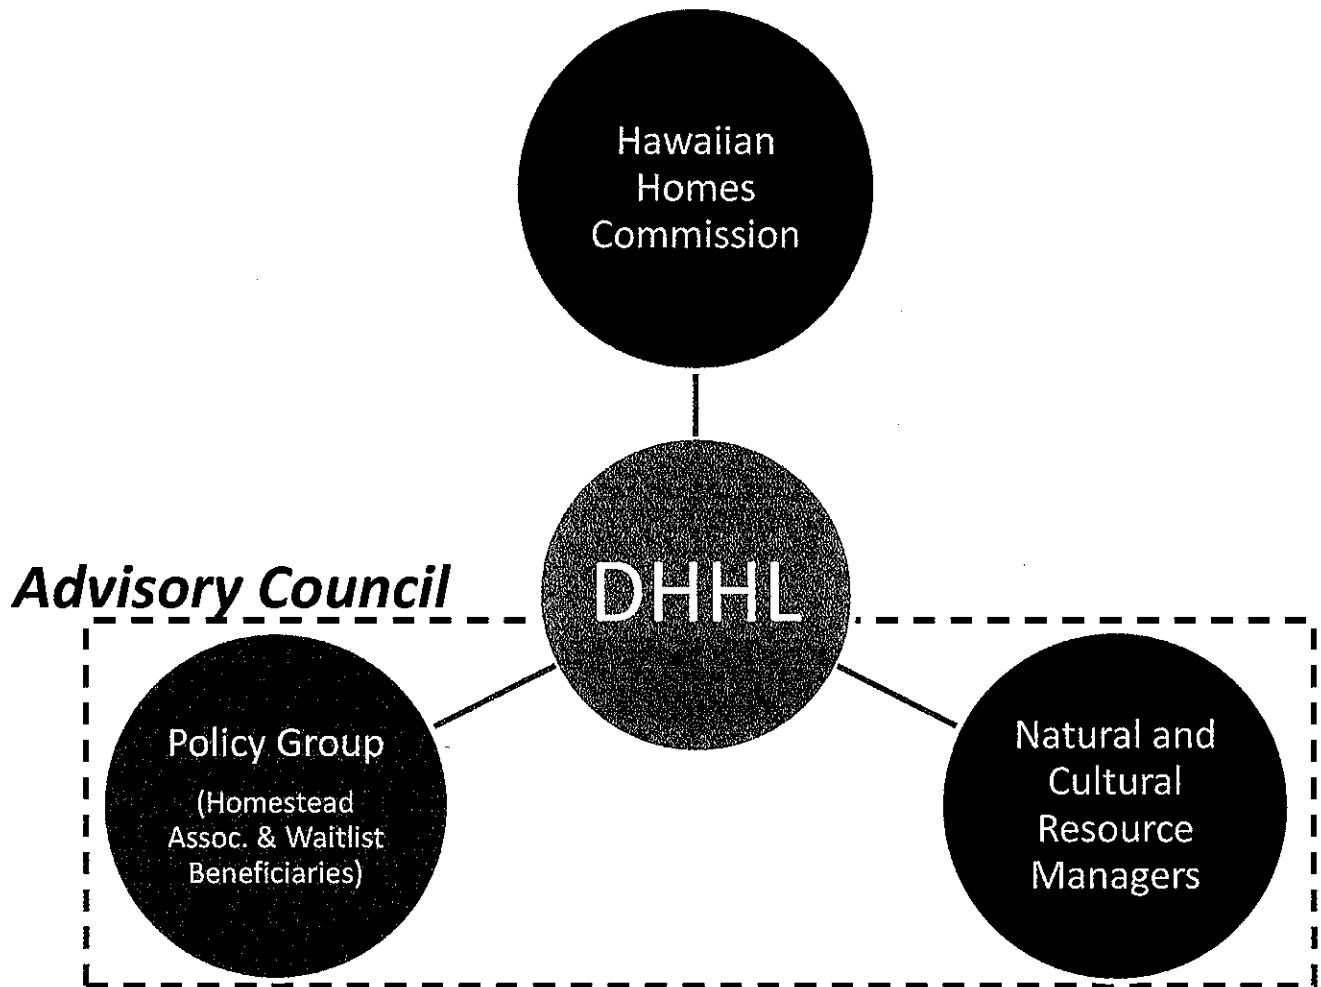 Hawaiian
Homes
Commission
DHHL
Advisory Council
Policy Group
(Homestead
Assoc. & Waitlist
Beneficiaries)
Natural and
Cultural
Resource
Managers